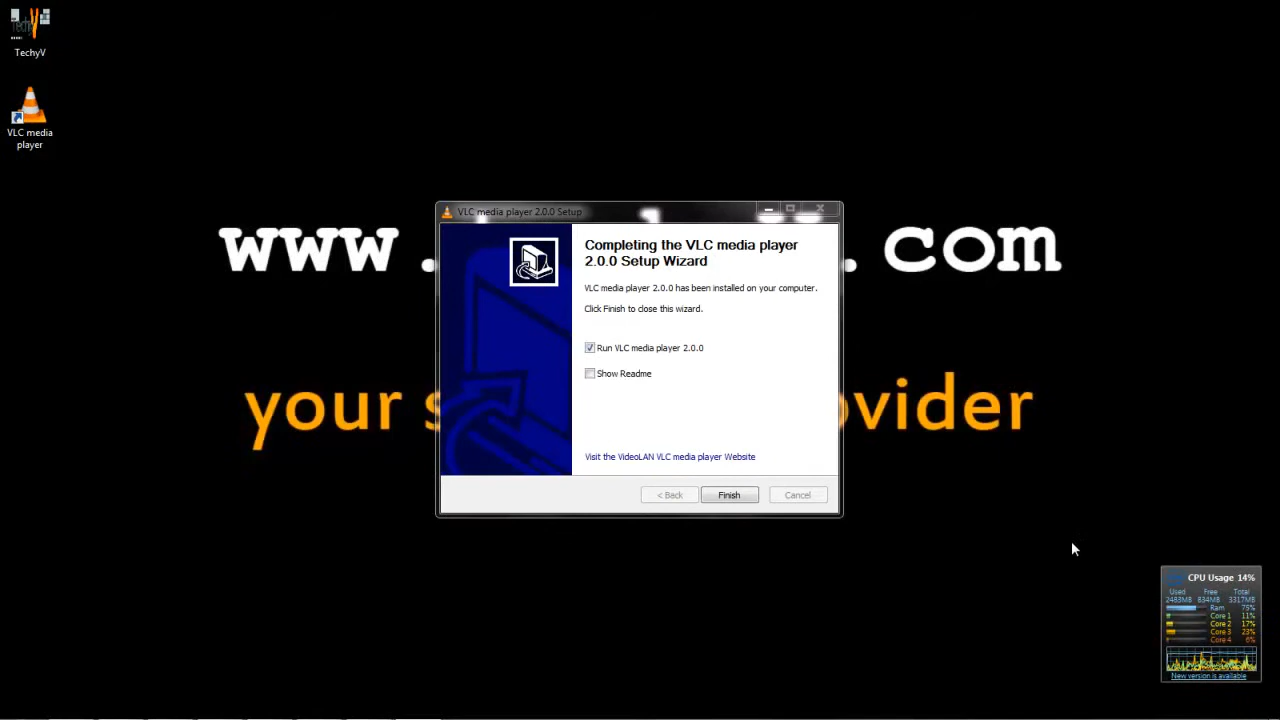 TechyV
VLC media
player
VLC media player 2.0.0 Setup
www.
.com
Completing the VLC media player
2.0.0 Setup Wizard
VLC media player 2.0.0 has been installed on your computer.
Click Finish to close this wizard.
Run VLC media player 2.0.0
Show Readme
your s
ovider
Visit the VideoLAN VLC media player Website
< Back
Finish
Cancel
CPU Usage 14%
Used Free Total
2483MB 834MB 3317MB
Ram 75%
Core 1 11%
Core 2 17%
Core 3 23%
Core 4 6%
New version is available